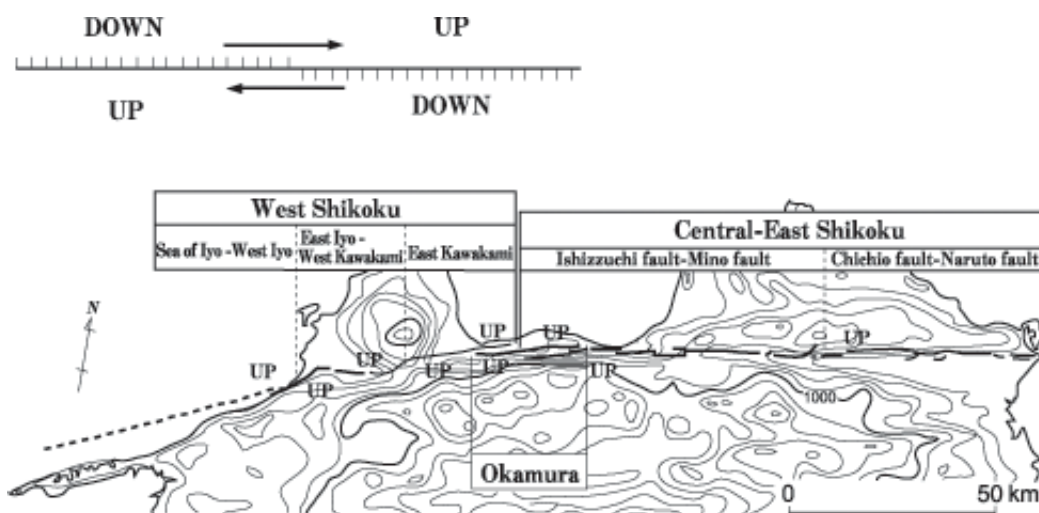 DOWN UP
UP DOWN
West Shikoku
Sea of Iyo -West Iyo
East Iyo -
West Kawakami
East Kawakami
Central-East Shikoku
Ishizzuchi fault-Mino fault
Chichio fault-Naruto fault
N
UP
UP
UP
UP
UP
UP
UP
UP
UP
UP
1000
Okamura
0 50 km